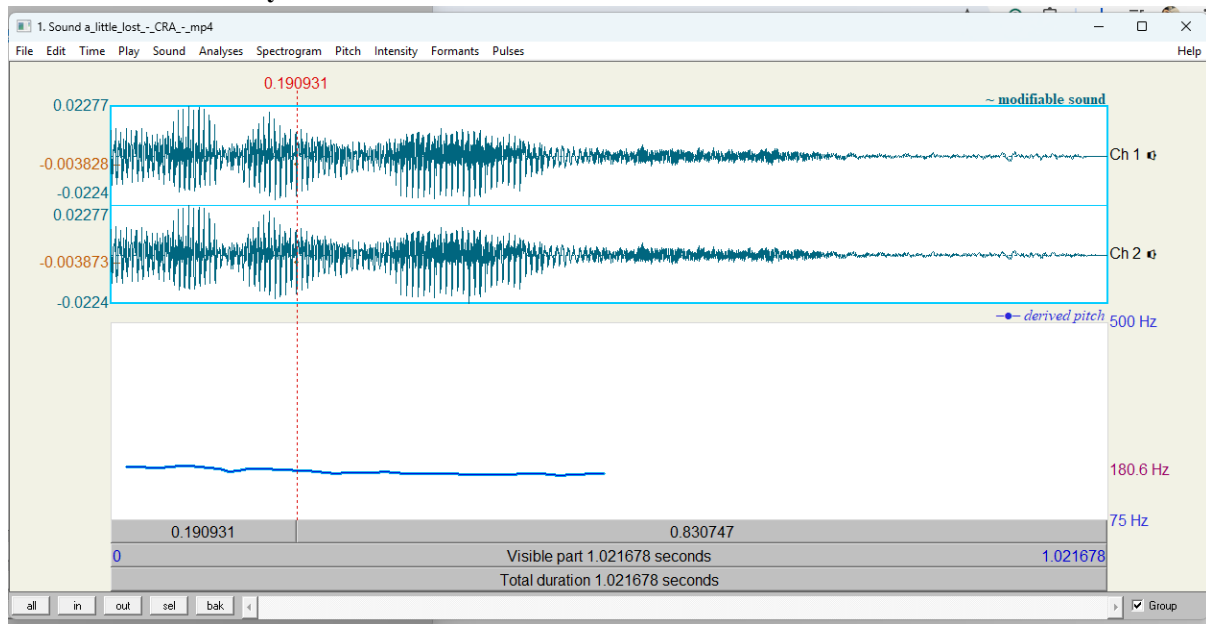 1. Sound a_little_lost_-_CRA_-_mp4
File Edit Time Play Sound Analyses Spectrogram Pitch Intensity Formants Pulses Help
0.190931
0.02277
~ modifiable sound
-0.003828
Ch 1
-0.0224
0.02277
-0.003873
Ch 2
-0.0224
derived pitch
500 Hz
180.6 Hz
75 Hz
0.190931 0.830747
0 Visible part 1.021678 seconds 1.021678
Total duration 1.021678 seconds
all in out sel bak Group